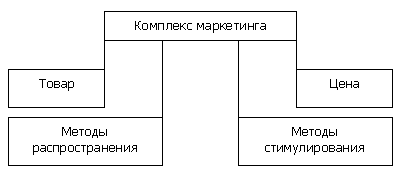 Комплекс маркетинга
Товар
Цена
Методы
распространения
Методы
стимулирования